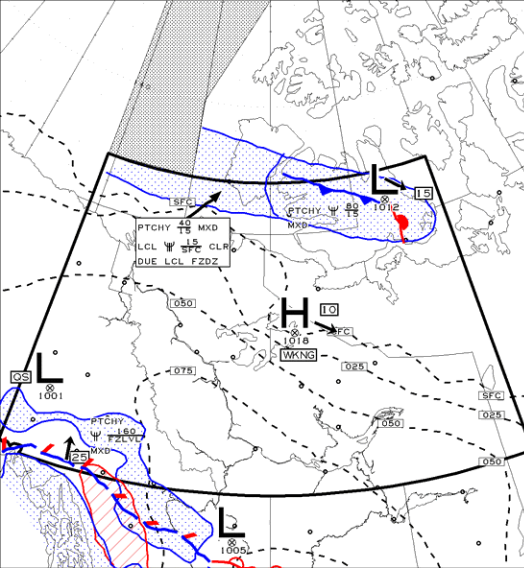 L
15
1012
SFC
PTCHY 80
15
MXD
PTCHY 40 MXD
15
LCL 15 CLR
SFC
DUE LCL FZDZ
050
H
10
SFC
1018
WKNG
025
075
QS
L
1001
SFC
025
050
PTCHY
160
FZLVL
MXD
25
050
L
1005